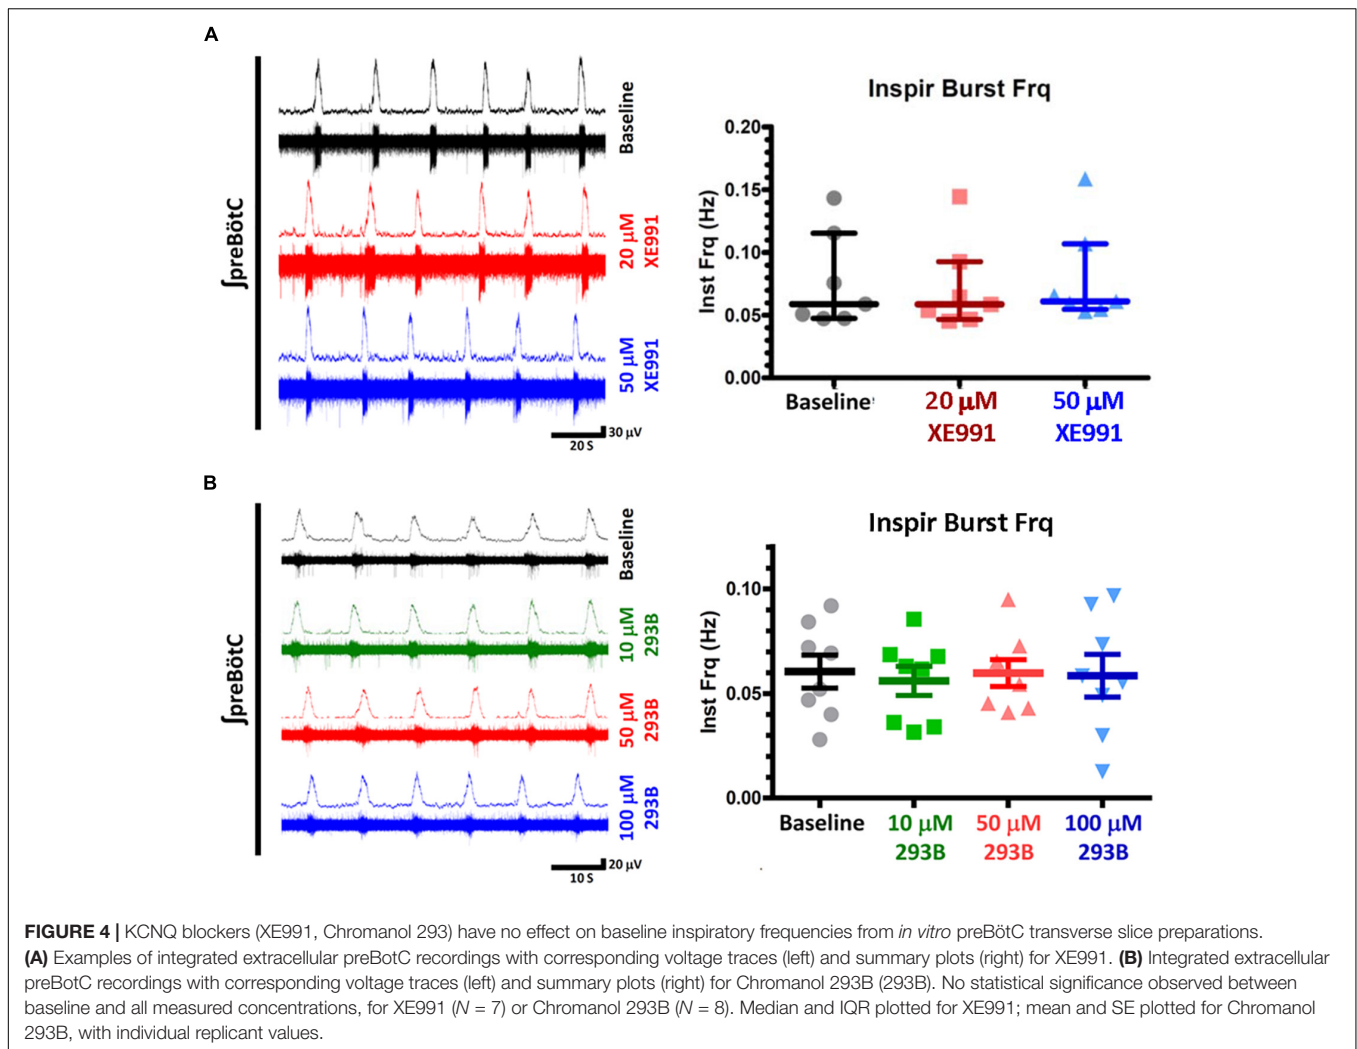 A
∫preBötC
Baseline
20 µM
XE991
50 µM
XE991
30 µV
20 S
Inspir Burst Frq
Inst Frq (Hz)
0.20
0.15
0.10
0.05
0.00
Baseline
20 µM
XE991
50 µM
XE991
B
∫preBötC
Baseline
10 µM
293B
50 µM
293B
100 µM
293B
20 µV
10 S
Inspir Burst Frq
Inst Frq (Hz)
0.10
0.05
0.00
Baseline
10 µM
293B
50 µM
293B
100 µM
293B
FIGURE 4 | KCNQ blockers (XE991, Chromanol 293) have no effect on baseline inspiratory frequencies from in vitro preBötC transverse slice preparations.
(A) Examples of integrated extracellular preBotC recordings with corresponding voltage traces (left) and summary plots (right) for XE991. (B) Integrated extracellular
preBotC recordings with corresponding voltage traces (left) and summary plots (right) for Chromanol 293B (293B). No statistical significance observed between
baseline and all measured concentrations, for XE991 (N = 7) or Chromanol 293B (N = 8). Median and IQR plotted for XE991; mean and SE plotted for Chromanol
293B, with individual replicant values.